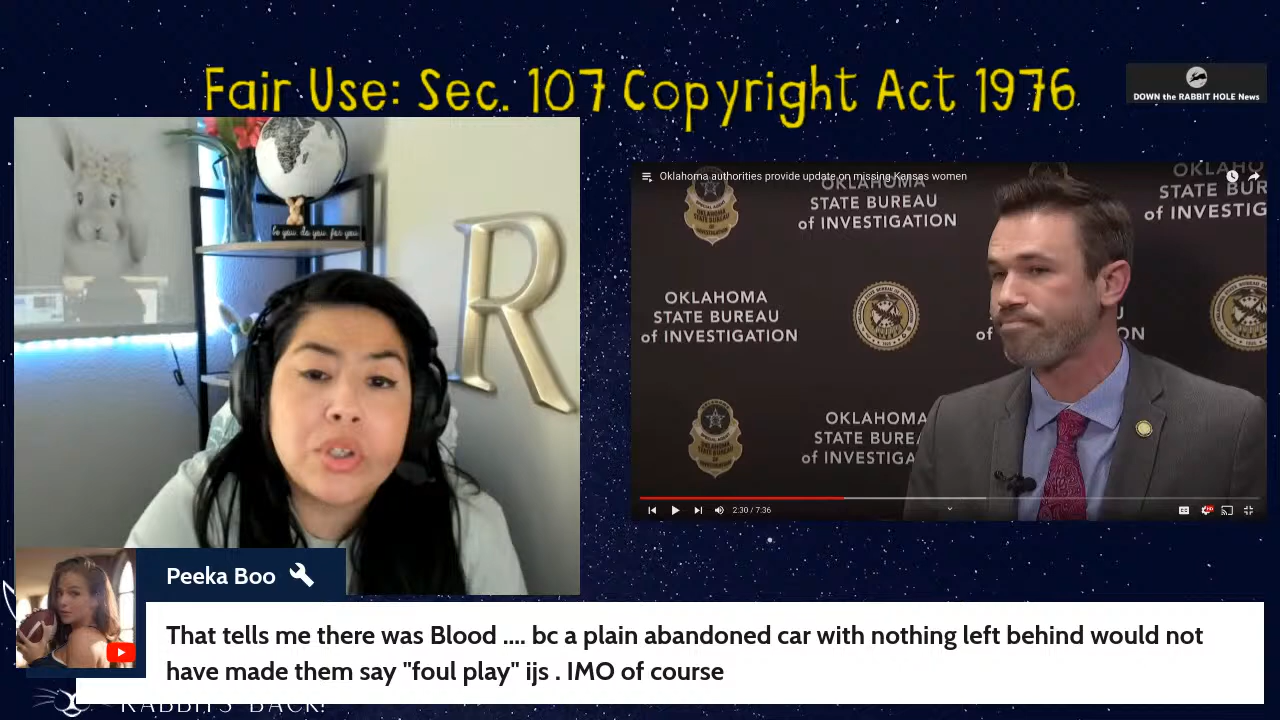 Fair Use: Sec. 107 Copyright Act 1976
DOWN the RABBIT HOLE News
R
Oklahoma authorities provide update on missing Kansas women
OKLAHOMA
STATE BUREAU
of INVESTIGATION
OKLAHO
STATE BUR
of INVESTIG
OKLAHOMA
STATE BUREAU
of INVESTIGATION
OKLAHOMA
STATE BUREA
of INVESTIGA
2:30 / 7:36
Peeka Boo
That tells me there was Blood .... bc a plain abandoned car with nothing left behind would not
have made them say "foul play" ijs . IMO of course
RABBITS BACK!